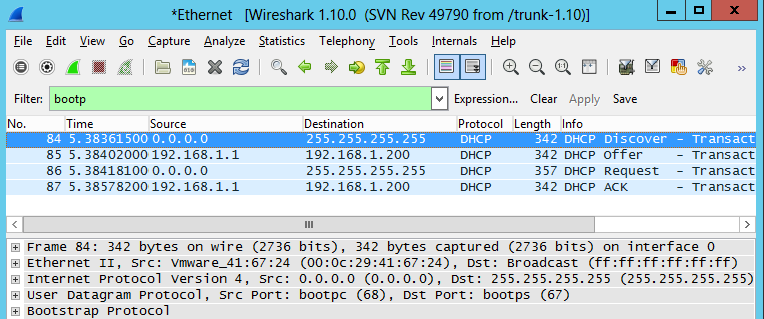 *Ethernet [Wireshark 1.10.0 (SVN Rev 49790 from /trunk-1.10)]
File Edit View Go Capture Analyze Statistics Telephony Tools Internals Help
Filter: bootp Expression... Clear Apply Save
No. Time Source Destination Protocol Length Info
84 5.38361500 0.0.0.0 255.255.255.255 DHCP 342 DHCP Discover - Transact
85 5.38402000 192.168.1.1 192.168.1.200 DHCP 342 DHCP Offer - Transact
86 5.38418100 0.0.0.0 255.255.255.255 DHCP 357 DHCP Request - Transact
87 5.38578200 192.168.1.1 192.168.1.200 DHCP 342 DHCP ACK - Transact
Frame 84: 342 bytes on wire (2736 bits), 342 bytes captured (2736 bits) on interface 0
Ethernet II, Src: Vmware_41:67:24 (00:0c:29:41:67:24), Dst: Broadcast (ff:ff:ff:ff:ff:ff)
Internet Protocol Version 4, Src: 0.0.0.0 (0.0.0.0), Dst: 255.255.255.255 (255.255.255.255)
User Datagram Protocol, Src Port: bootpc (68), Dst Port: bootps (67)
Bootstrap Protocol